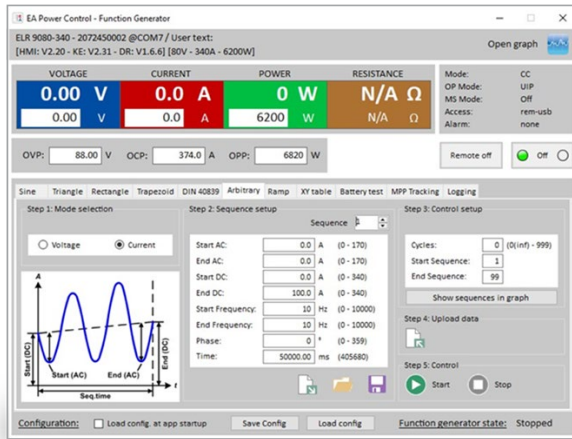 EA Power Control - Function Generator
ELR 9080-340 - 2072450002 @COM7 / User text:
[HMI: V2.20 - KE: V2.31 - DR: V1.6.6] [80V - 340A - 6200W]
Open graph
VOLTAGE CURRENT POWER RESISTANCE
0.00 V 0.0 A 0 W N/A Ω
0.00 V 0.0 A 6200 W N/A Ω
Mode: CC
OP Mode: UIP
MS Mode: Off
Access: rem-usb
Alarm: none
OVP: 88.00 V OCP: 374.0 A OPP: 6820 W
Remote off
Off
Sine Triangle Rectangle Trapezoid DIN 40839 Arbitrary Ramp XY table Battery test MPP Tracking Logging
Step 1: Mode selection
Voltage Current
A
Start (DC)
Start (AC) End (AC)
End (DC)
t
Seq.time
Step 2: Sequence setup
Sequence
Start AC: 0.0 A (0 - 170)
End AC: 0.0 A (0 - 170)
Start DC: 0.0 A (0 - 340)
End DC: 100.0 A (0 - 340)
Start Frequency: 10 Hz (0 - 10000)
End Frequency: 10 Hz (0 - 10000)
Phase: 0 ° (0 - 359)
Time: 50000.00 ms (405680)
Step 3: Control setup
Cycles: 0 (0(inf) - 999)
Start Sequence: 1
End Sequence: 99
Show sequences in graph
Step 4: Upload data
Step 5: Control
Start Stop
Configuration: Load config. at app startup Save Config Load config Function generator state: Stopped